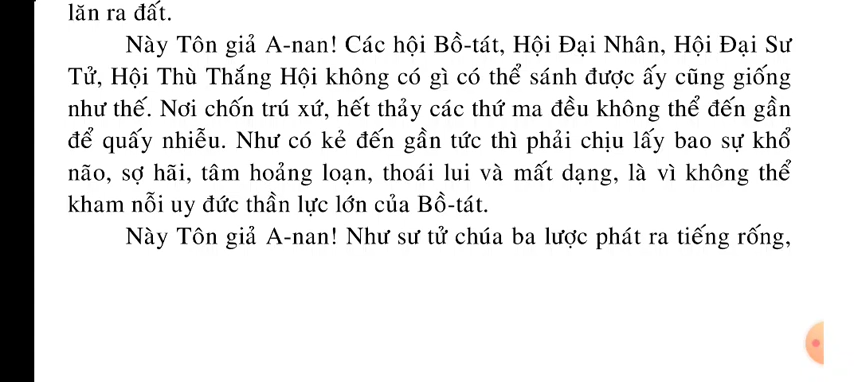 lăn ra đất.
Này Tôn giả A-nan! Các hội Bồ-tát, Hội Đại Nhân, Hội Đại Sư
Tử, Hội Thù Thắng Hội không có gì có thể sánh được ấy cũng giống
như thế. Nơi chốn trú xứ, hết thảy các thứ ma đều không thể đến gần
để quấy nhiễu. Như có kẻ đến gần tức thì phải chịu lấy bao sự khổ
não, sợ hãi, tâm hoảng loạn, thoái lui và mất dạng, là vì không thể
kham nỗi uy đức thần lực lớn của Bồ-tát.
Này Tôn giả A-nan! Như sư tử chúa ba lược phát ra tiếng rống,